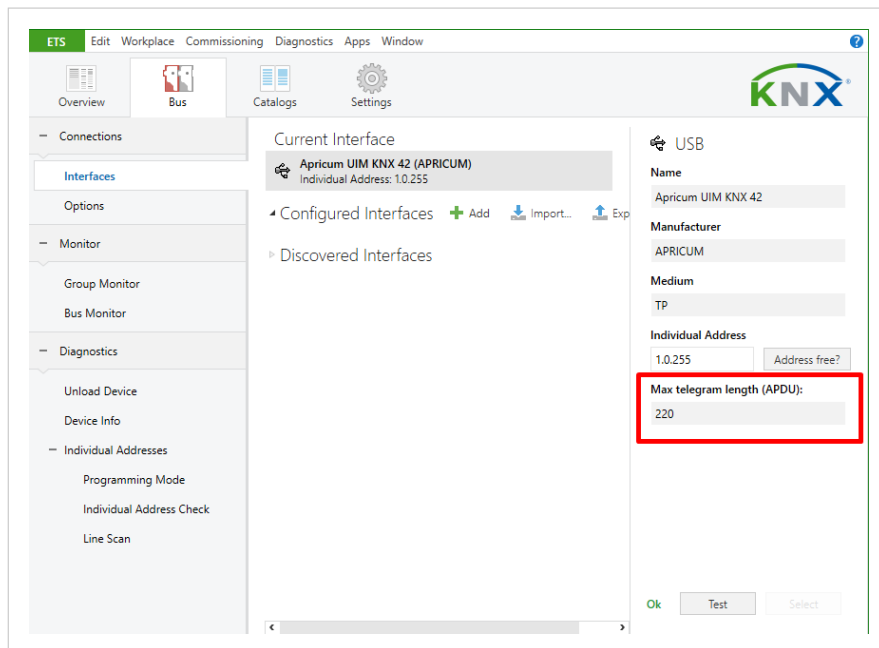 ETS Edit Workplace Commissioning Diagnostics Apps Window ?
Overview Bus Catalogs Settings
KNX
Connections
Interfaces
Options
Monitor
Group Monitor
Bus Monitor
Diagnostics
Unload Device
Device Info
Individual Addresses
Programming Mode
Individual Address Check
Line Scan
Current Interface
Apricum UIM KNX 42 (APRICUM)
Individual Address: 1.0.255
Configured Interfaces Add Import... Exp
Discovered Interfaces
USB
Name
Apricum UIM KNX 42
Manufacturer
APRICUM
Medium
TP
Individual Address
1.0.255 Address free?
Max telegram length (APDU):
220
Ok Test Select